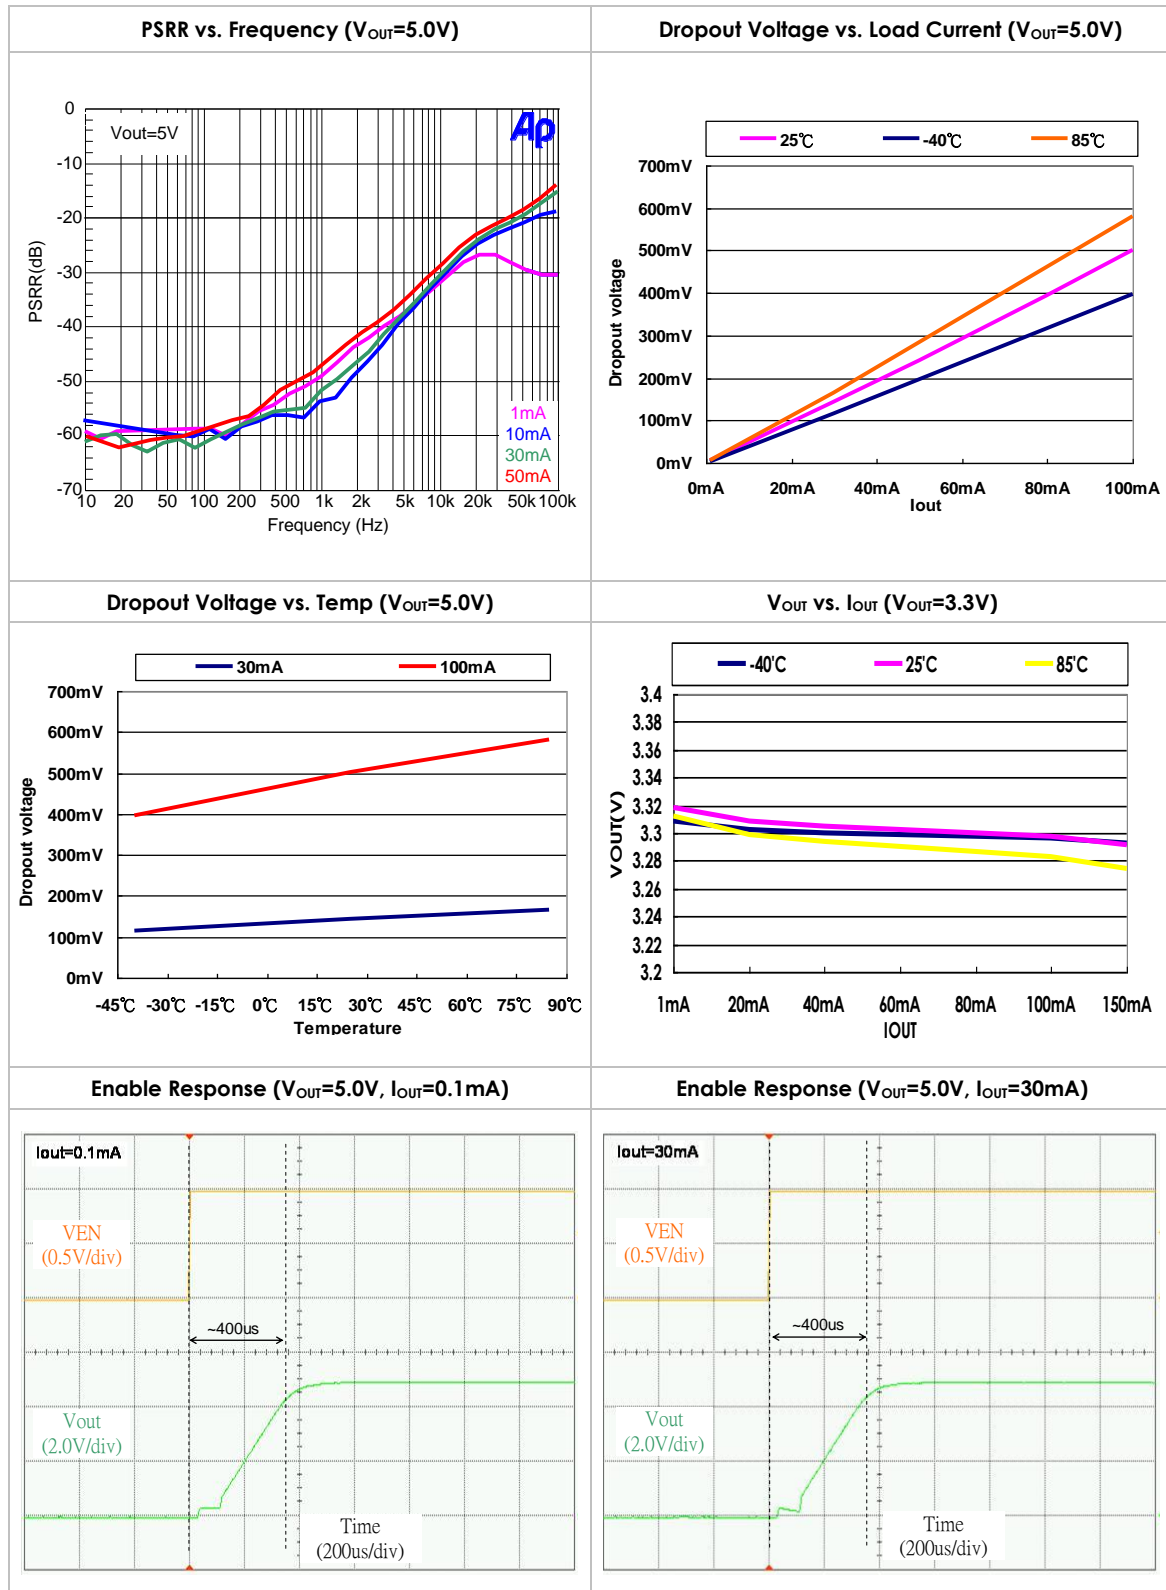 PSRR vs. Frequency (VOUT=5.0V)
Dropout Voltage vs. Load Current (VOUT=5.0V)
Vout=5V
Ap
PSRR(dB)
0
-10
-20
-30
-40
-50
-60
-70
1mA
10mA
30mA
50mA
10 20 50 100 200 500 1k 2k 5k 10k 20k 50k 100k
Frequency (Hz)
25℃ -40℃ 85℃
Dropout voltage
700mV
600mV
500mV
400mV
300mV
200mV
100mV
0mV
0mA 20mA 40mA 60mA 80mA 100mA
Iout
Dropout Voltage vs. Temp (VOUT=5.0V)
VOUT vs. IOUT (VOUT=3.3V)
30mA 100mA
Dropout voltage
700mV
600mV
500mV
400mV
300mV
200mV
100mV
0mV
-45℃ -30℃ -15℃ 0℃ 15℃ 30℃ 45℃ 60℃ 75℃ 90℃
Temperature
-40'C 25'C 85'C
VOUT(V)
3.4
3.38
3.36
3.34
3.32
3.3
3.28
3.26
3.24
3.22
3.2
1mA 20mA 40mA 60mA 80mA 100mA 150mA
IOUT
Enable Response (VOUT=5.0V, IOUT=0.1mA)
Enable Response (VOUT=5.0V, IOUT=30mA)
Iout=0.1mA
VEN
(0.5V/div)
~400us
Vout
(2.0V/div)
Time
(200us/div)
Iout=30mA
VEN
(0.5V/div)
~400us
Vout
(2.0V/div)
Time
(200us/div)